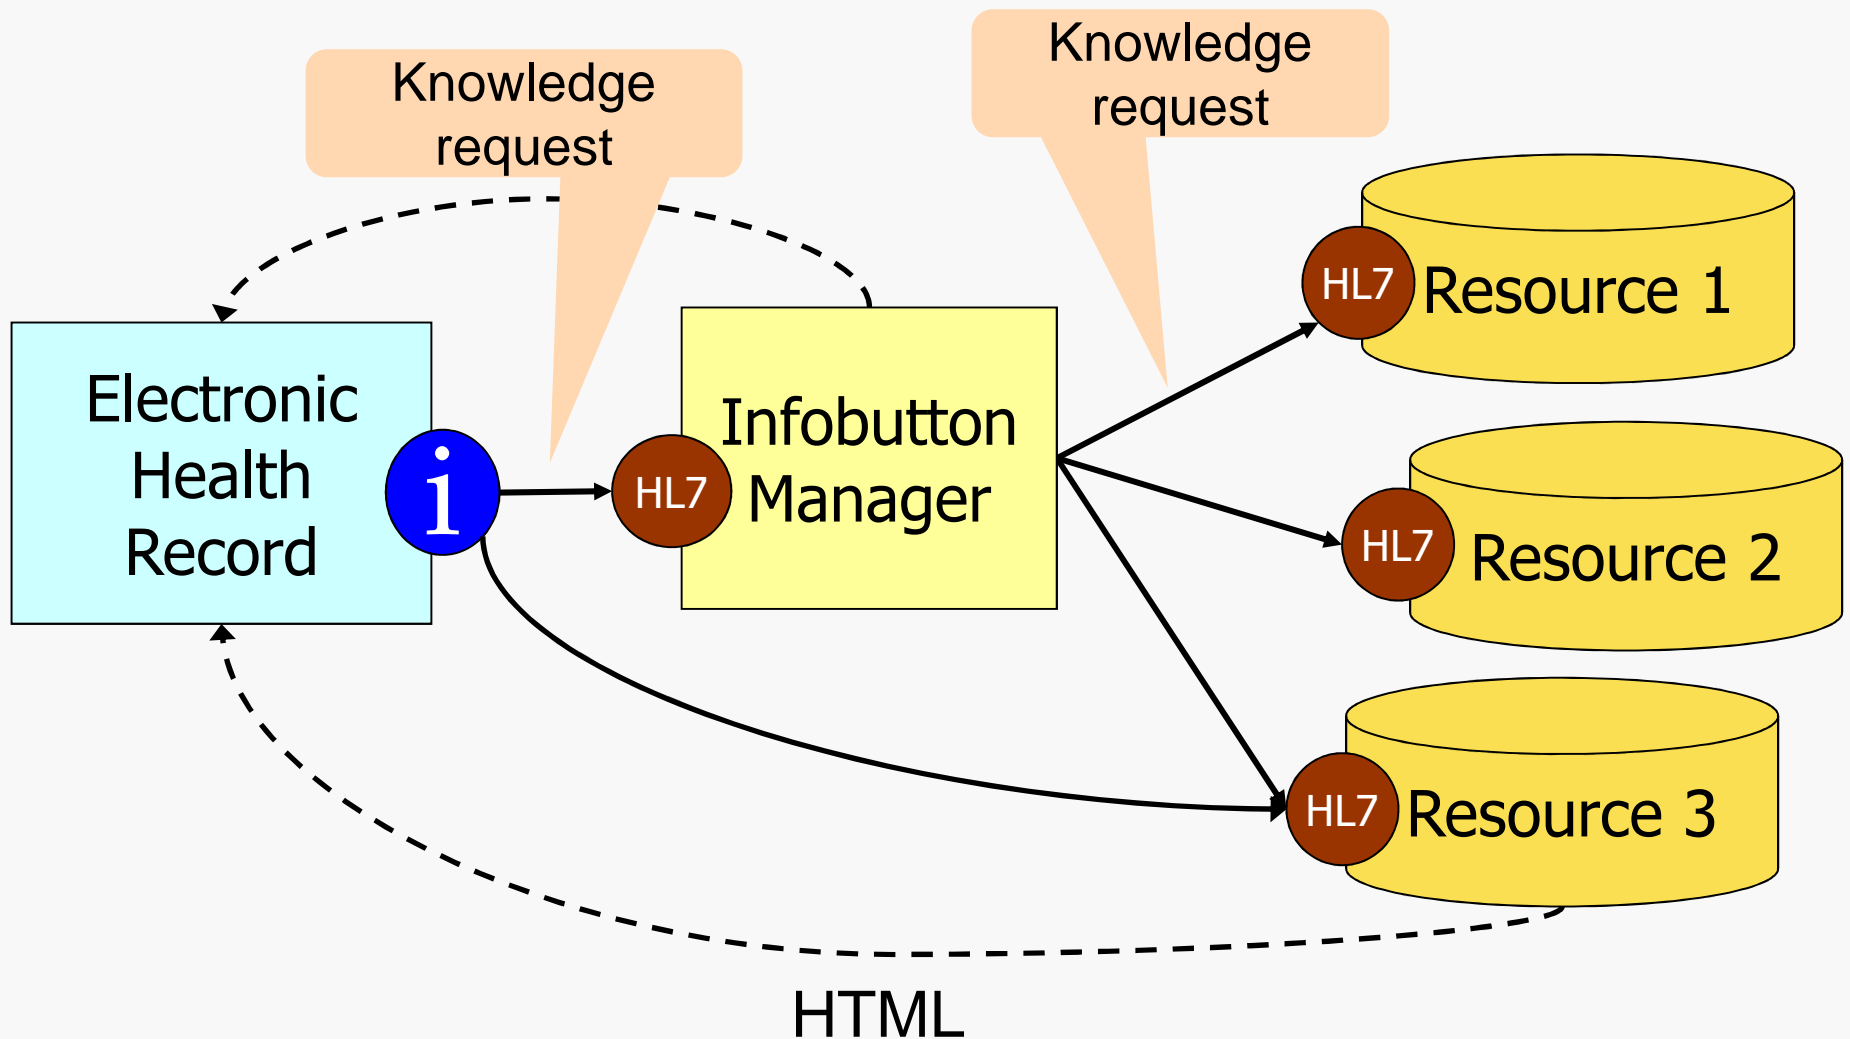 Knowledge
request
Knowledge
request
Electronic
Health
Record
i
HL7
Infobutton
Manager
HL7
Resource 1
HL7
Resource 2
HL7
Resource 3
HTML